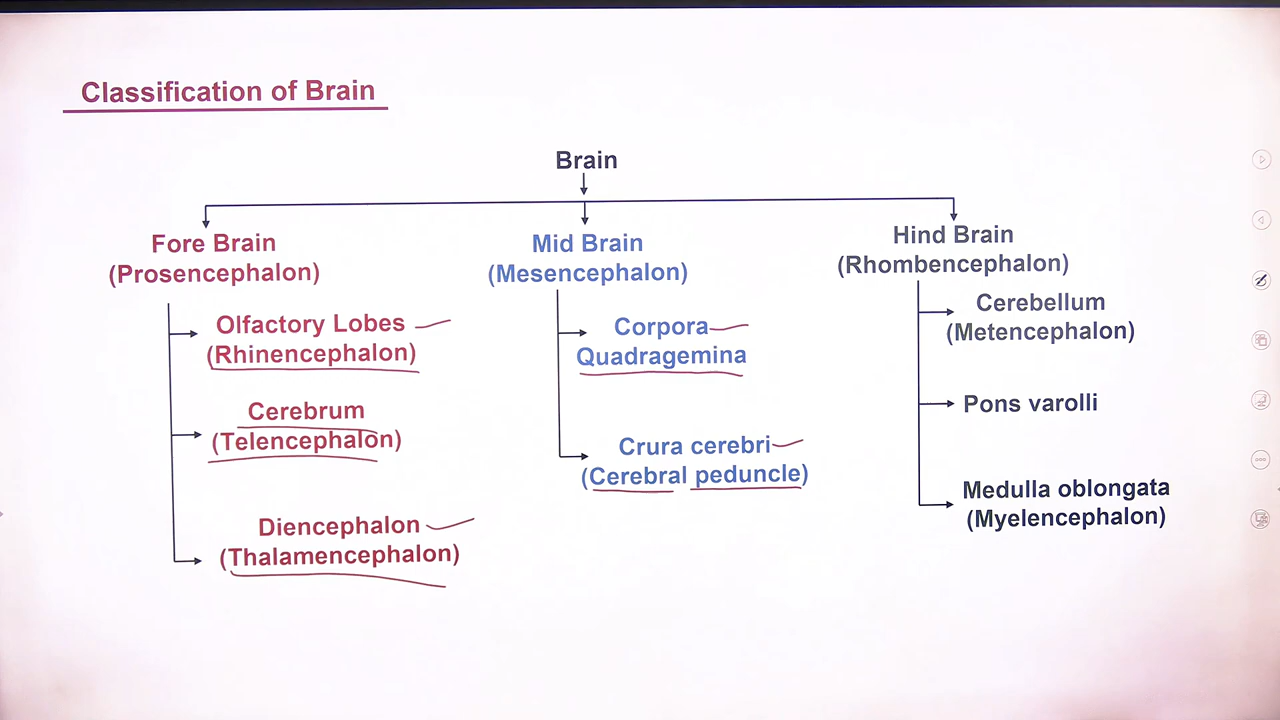 Classification of Brain
Brain
Fore Brain
(Prosencephalon)
Olfactory Lobes
(Rhinencephalon)
Cerebrum
(Telencephalon)
Diencephalon
(Thalamencephalon)
Mid Brain
(Mesencephalon)
Corpora
Quadragemina
Crura cerebri
(Cerebral peduncle)
Hind Brain
(Rhombencephalon)
Cerebellum
(Metencephalon)
Pons varolli
Medulla oblongata
(Myelencephalon)